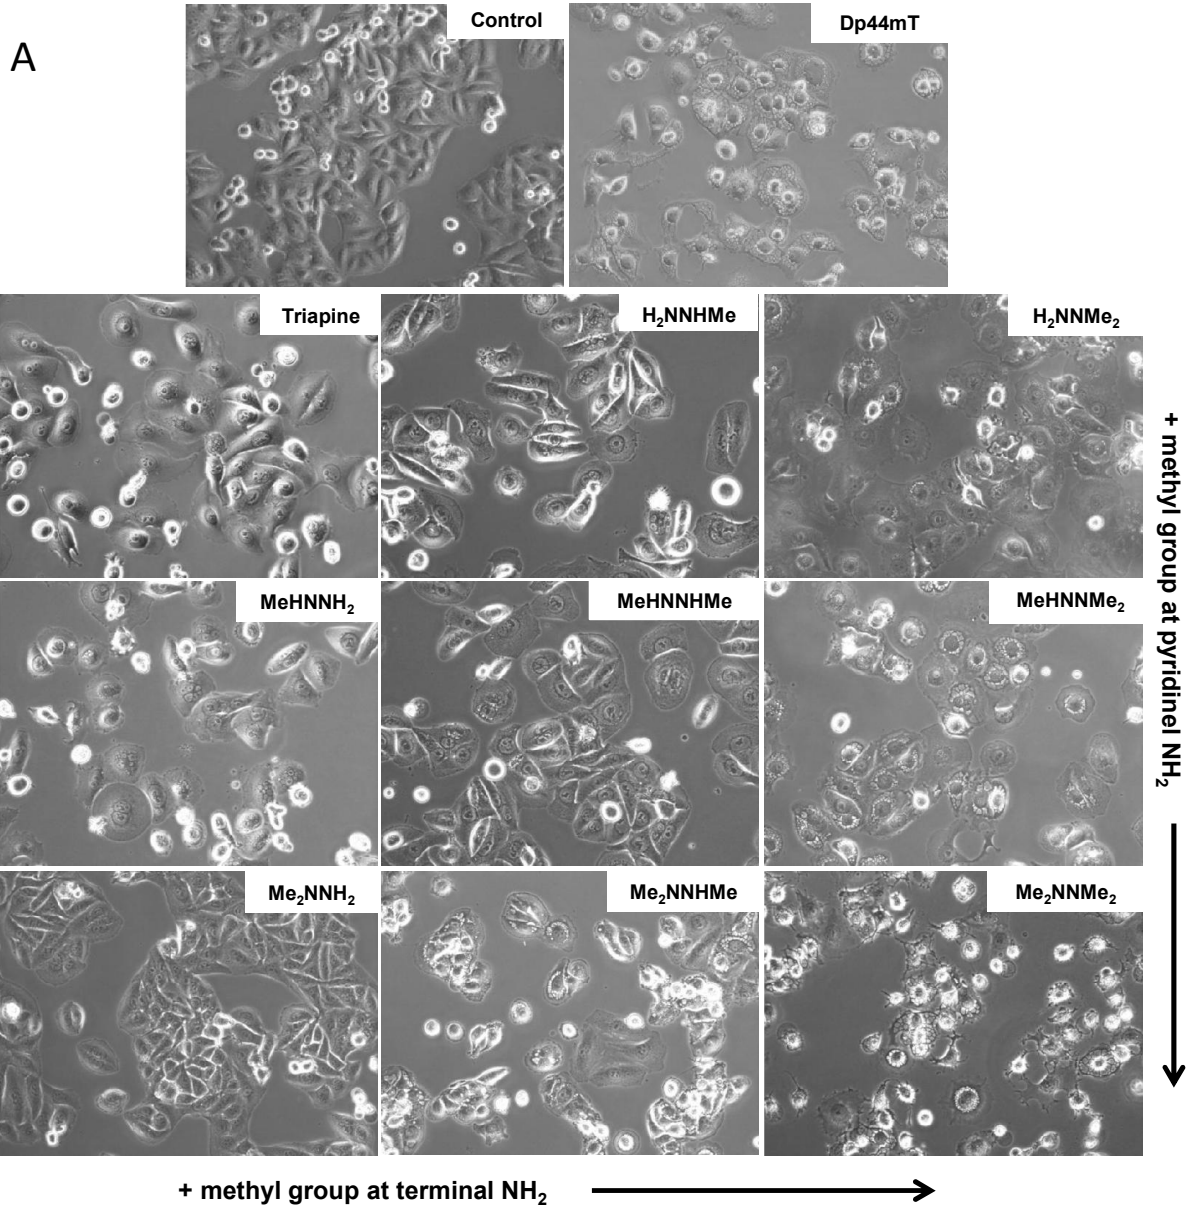 A
Control
Dp44mT
Triapine
H₂NNHMe
H₂NNMe₂
MeHNNH₂
MeHNNHMe
MeHNNMe₂
Me₂NNH₂
Me₂NNHMe
Me₂NNMe₂
+ methyl group at pyridinel NH₂
+ methyl group at terminal NH₂